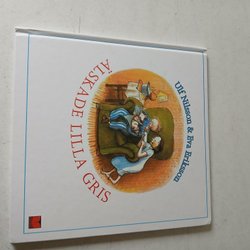 Ulf Nilsson & Eva Eriksson
ÄLSKADE LILLA GRIS